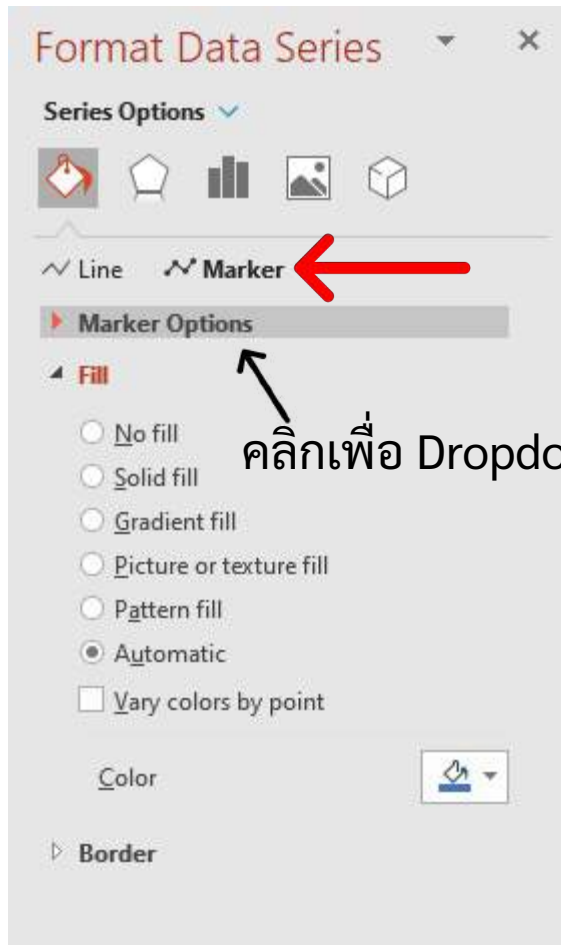 Format Data Series
Series Options
Line Marker
Marker Options
Fill
No fill
คลิกเพื่อ Dropdo
Solid fill
Gradient fill
Picture or texture fill
Pattern fill
Automatic
Vary colors by point
Color
Border